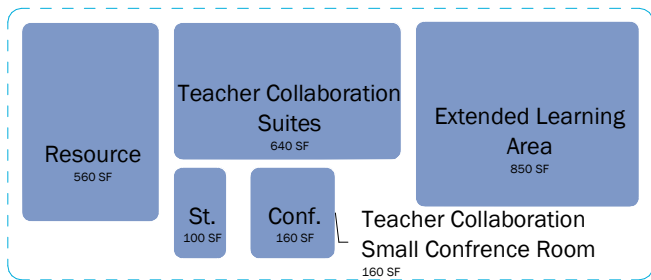 Resource
560 SF
Teacher Collaboration
Suites
640 SF
Extended Learning
Area
850 SF
St.
100 SF
Conf.
160 SF
Teacher Collaboration
Small Confrence Room
160 SF